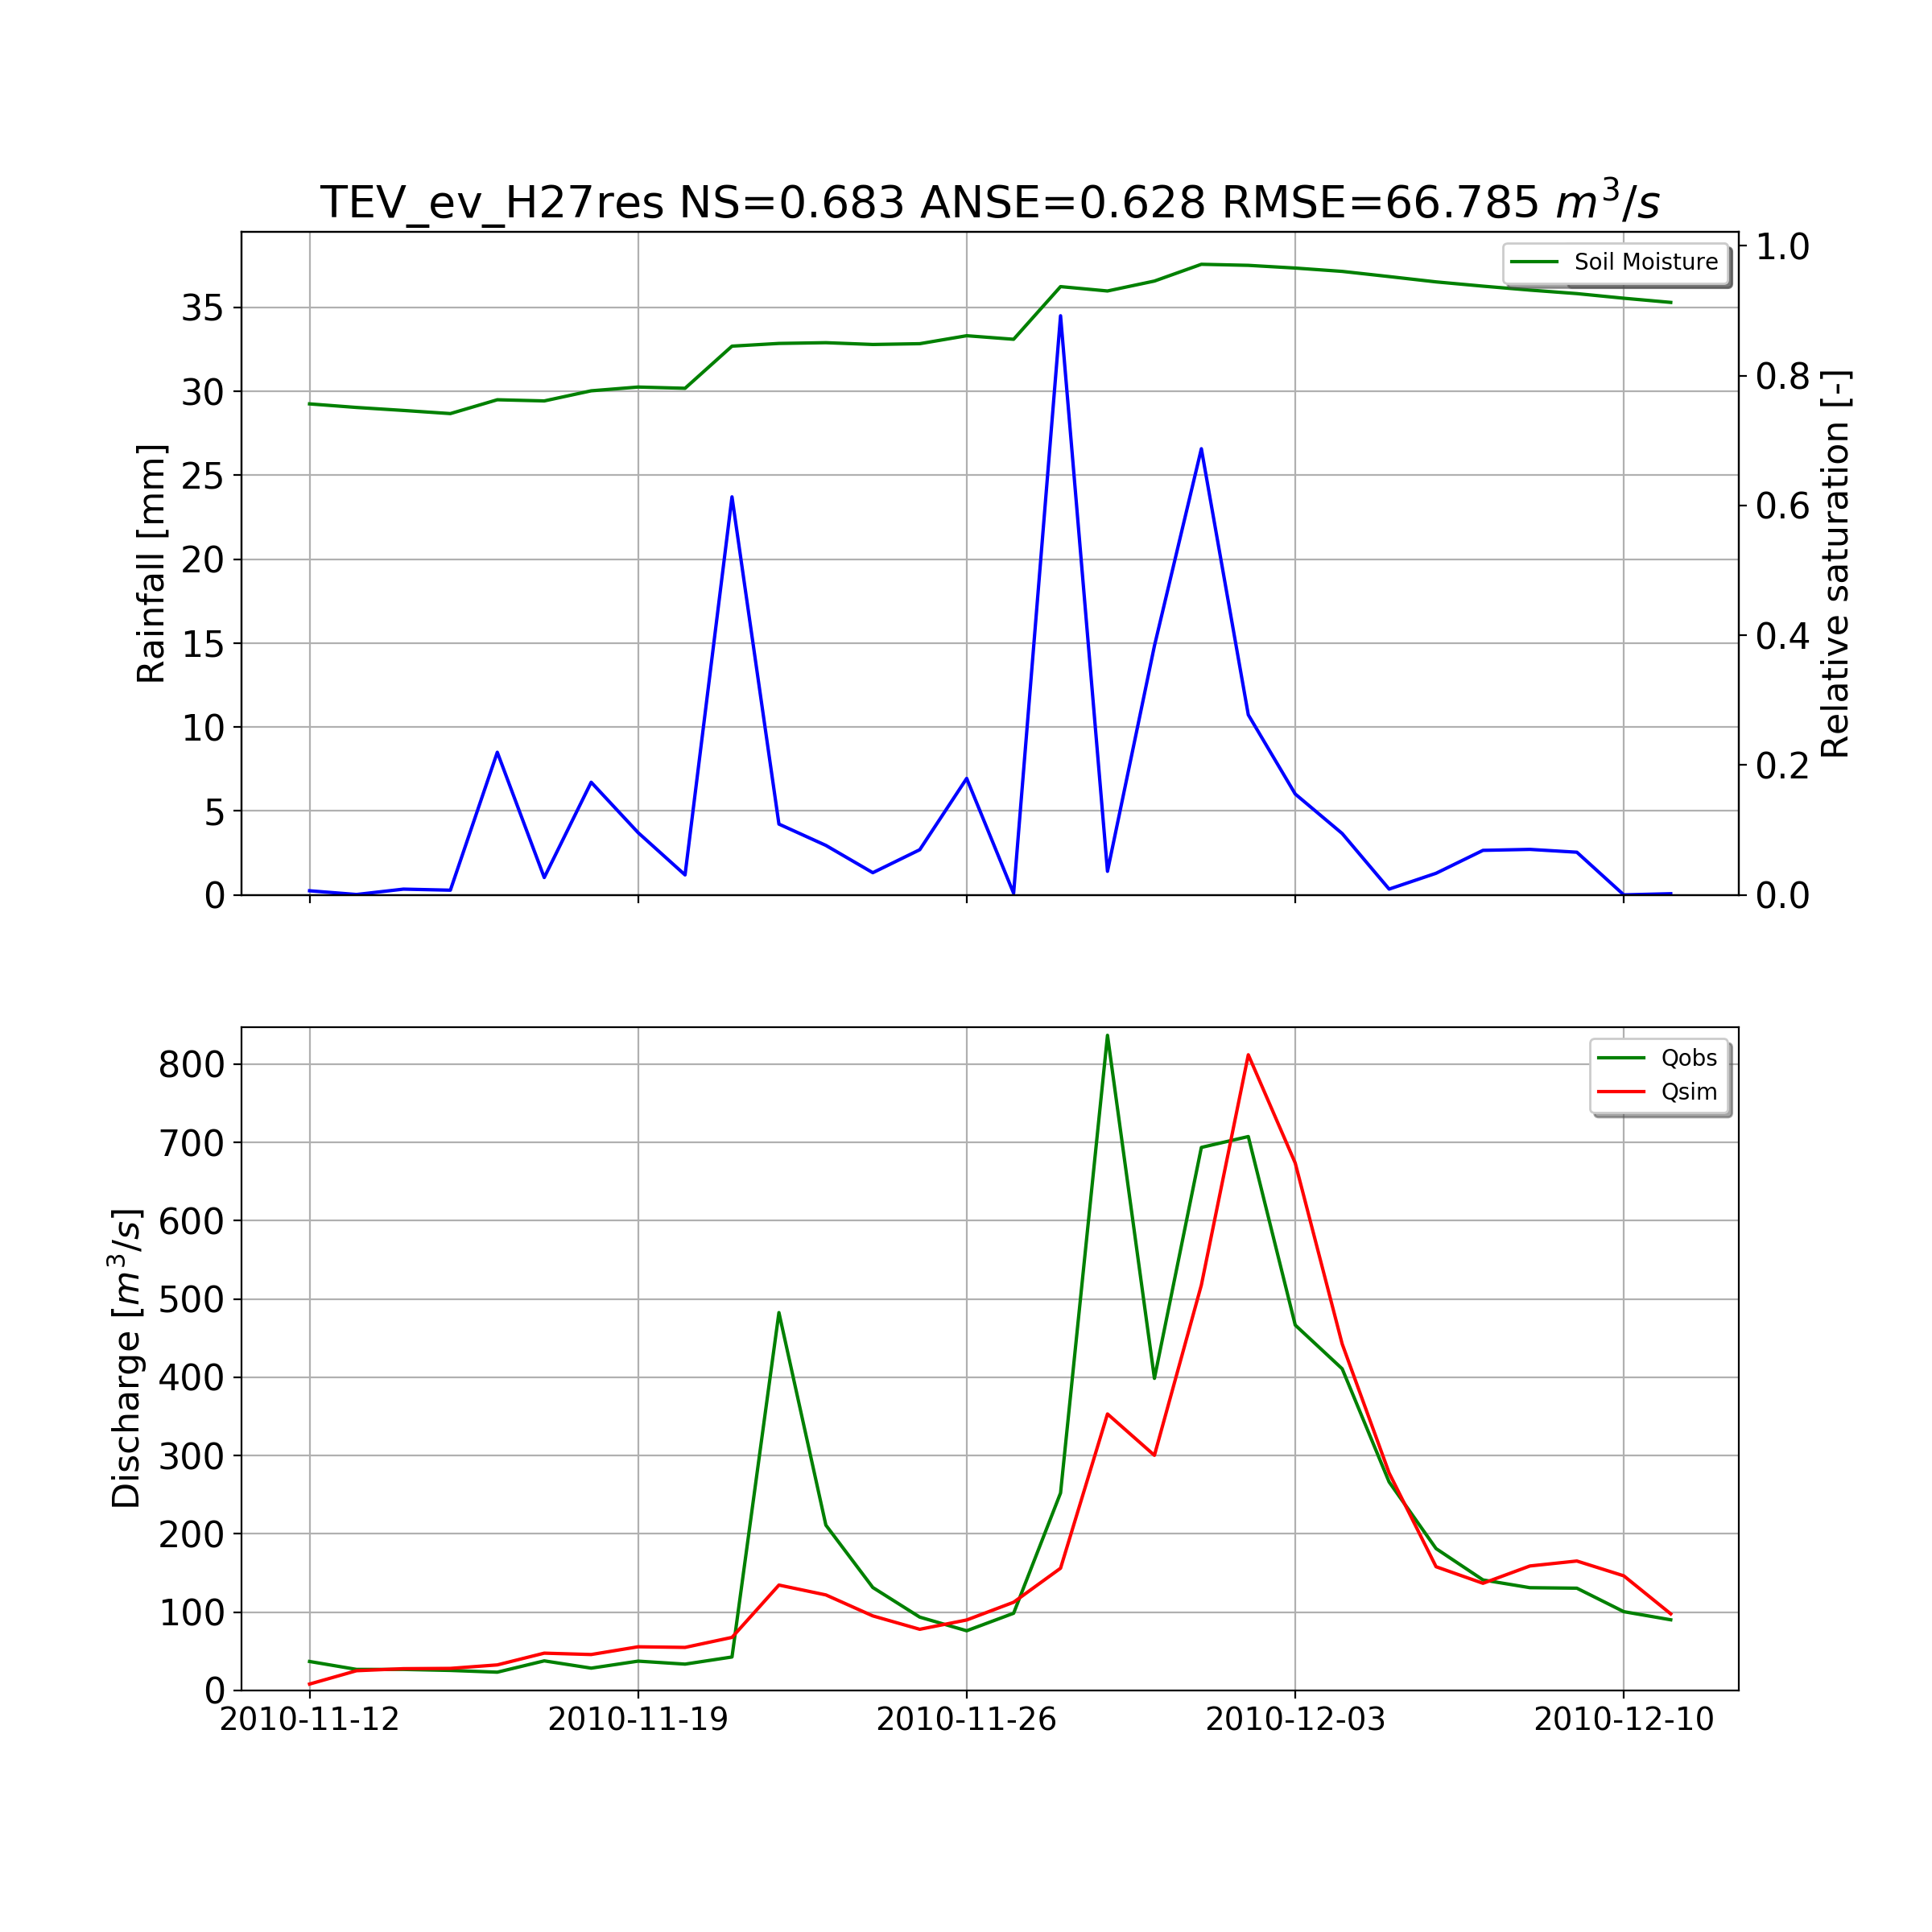 TEV_ev_H27res NS=0.683 ANSE=0.628 RMSE=66.785 m³/s
Soil Moisture
Rainfall [mm]
35
30
25
20
15
10
5
0
1.0
0.8
0.6
0.4
0.2
0.0
Relative saturation [-]
Qobs
Qsim
Discharge [m³/s]
800
700
600
500
400
300
200
100
0
2010-11-12 2010-11-19 2010-11-26 2010-12-03 2010-12-10